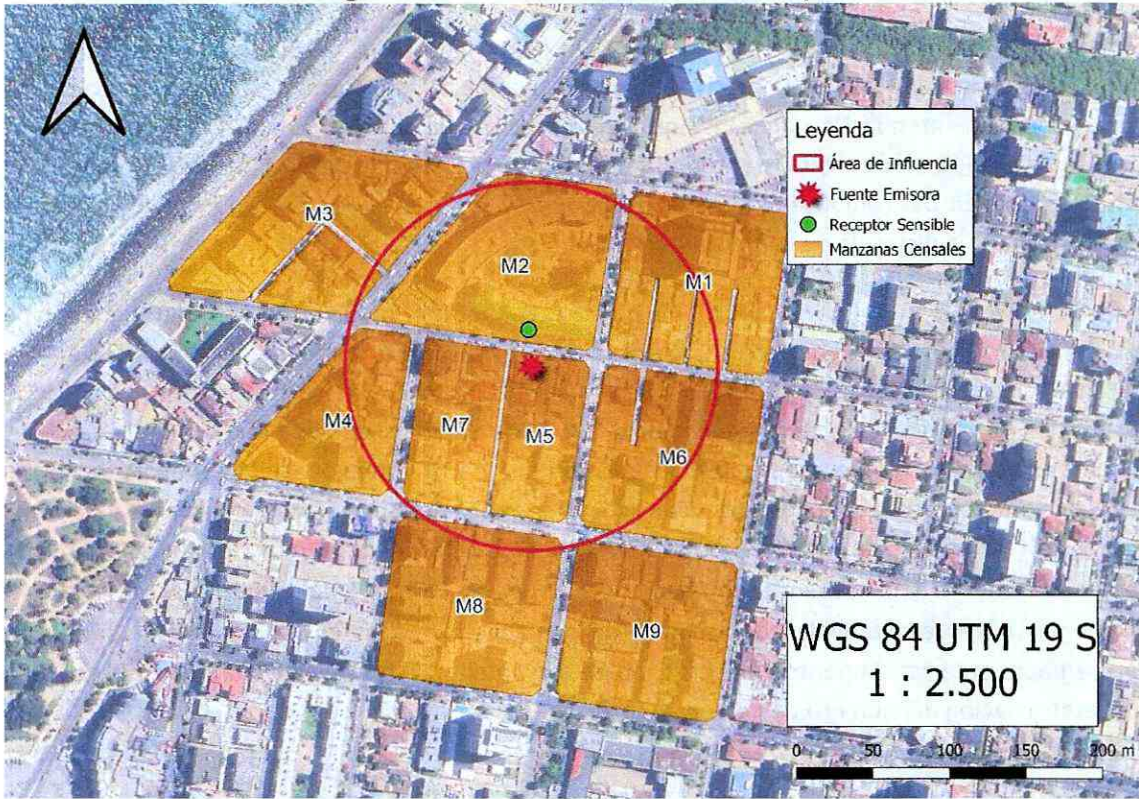 Leyenda
Área de Influencia
Fuente Emisora
Receptor Sensible
Manzanas Censales
M3
M2
M1
M4
M7
M5
M6
M8
M9
WGS 84 UTM 19 S
1 : 2.500
0 50 100 150 200 m